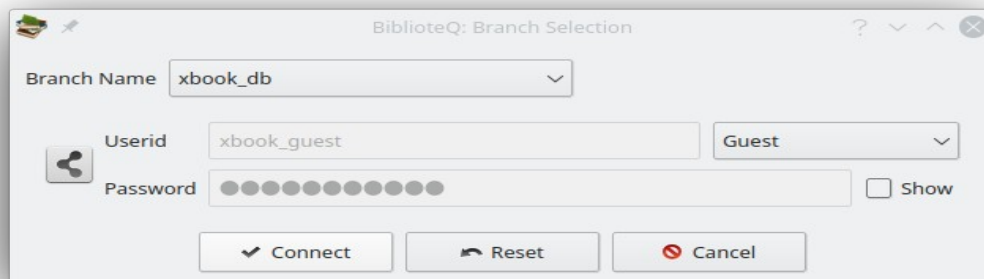 BiblioteQ: Branch Selection
Branch Name xbook_db
Userid xbook_guest Guest
Password ●●●●●●●●●●● Show
Connect Reset Cancel